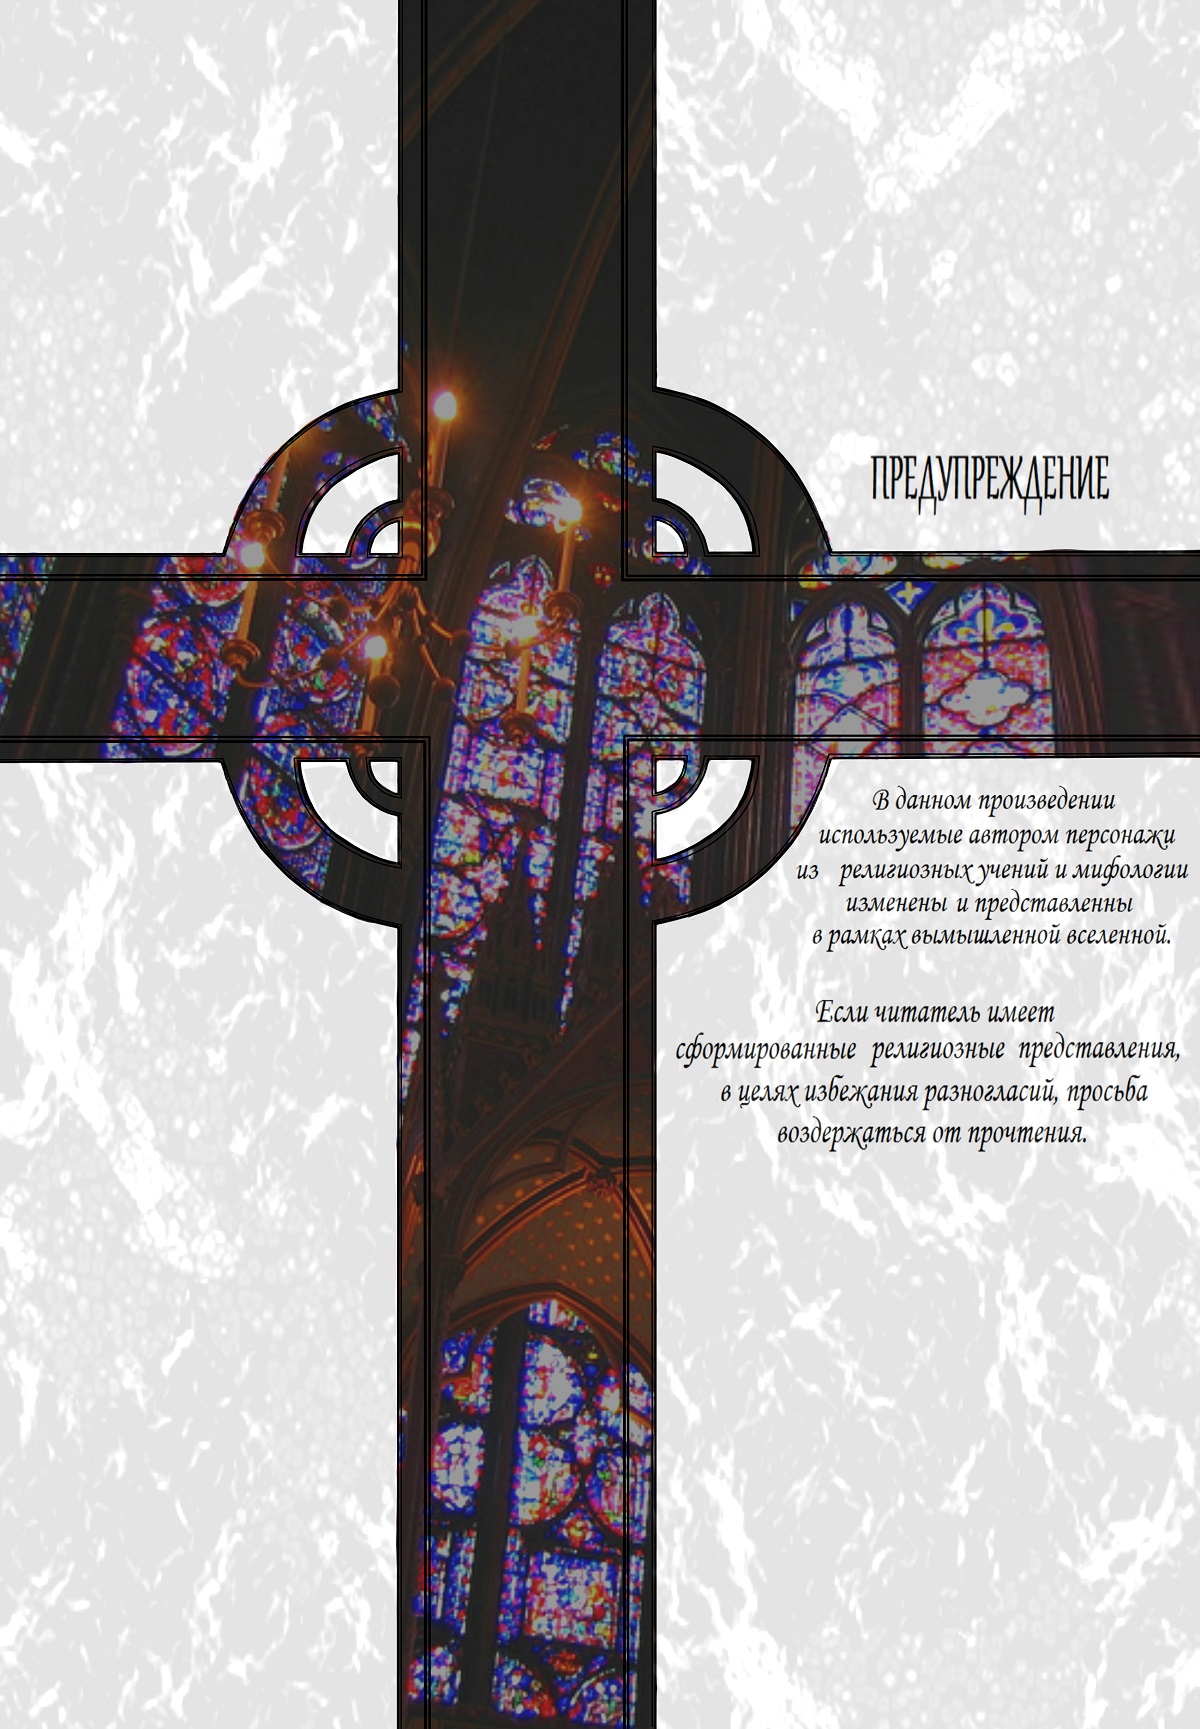 ПРЕДУПРЕЖДЕНИЕ
В данном произведении
используемые автором персонажи
из религиозных учений и мифологии
изменены и представленны
в рамках вымышленной вселенной.
Если читатель имеет
сформированные религиозные представления,
в целях избежания разногласий, просьба
воздержаться от прочтения.